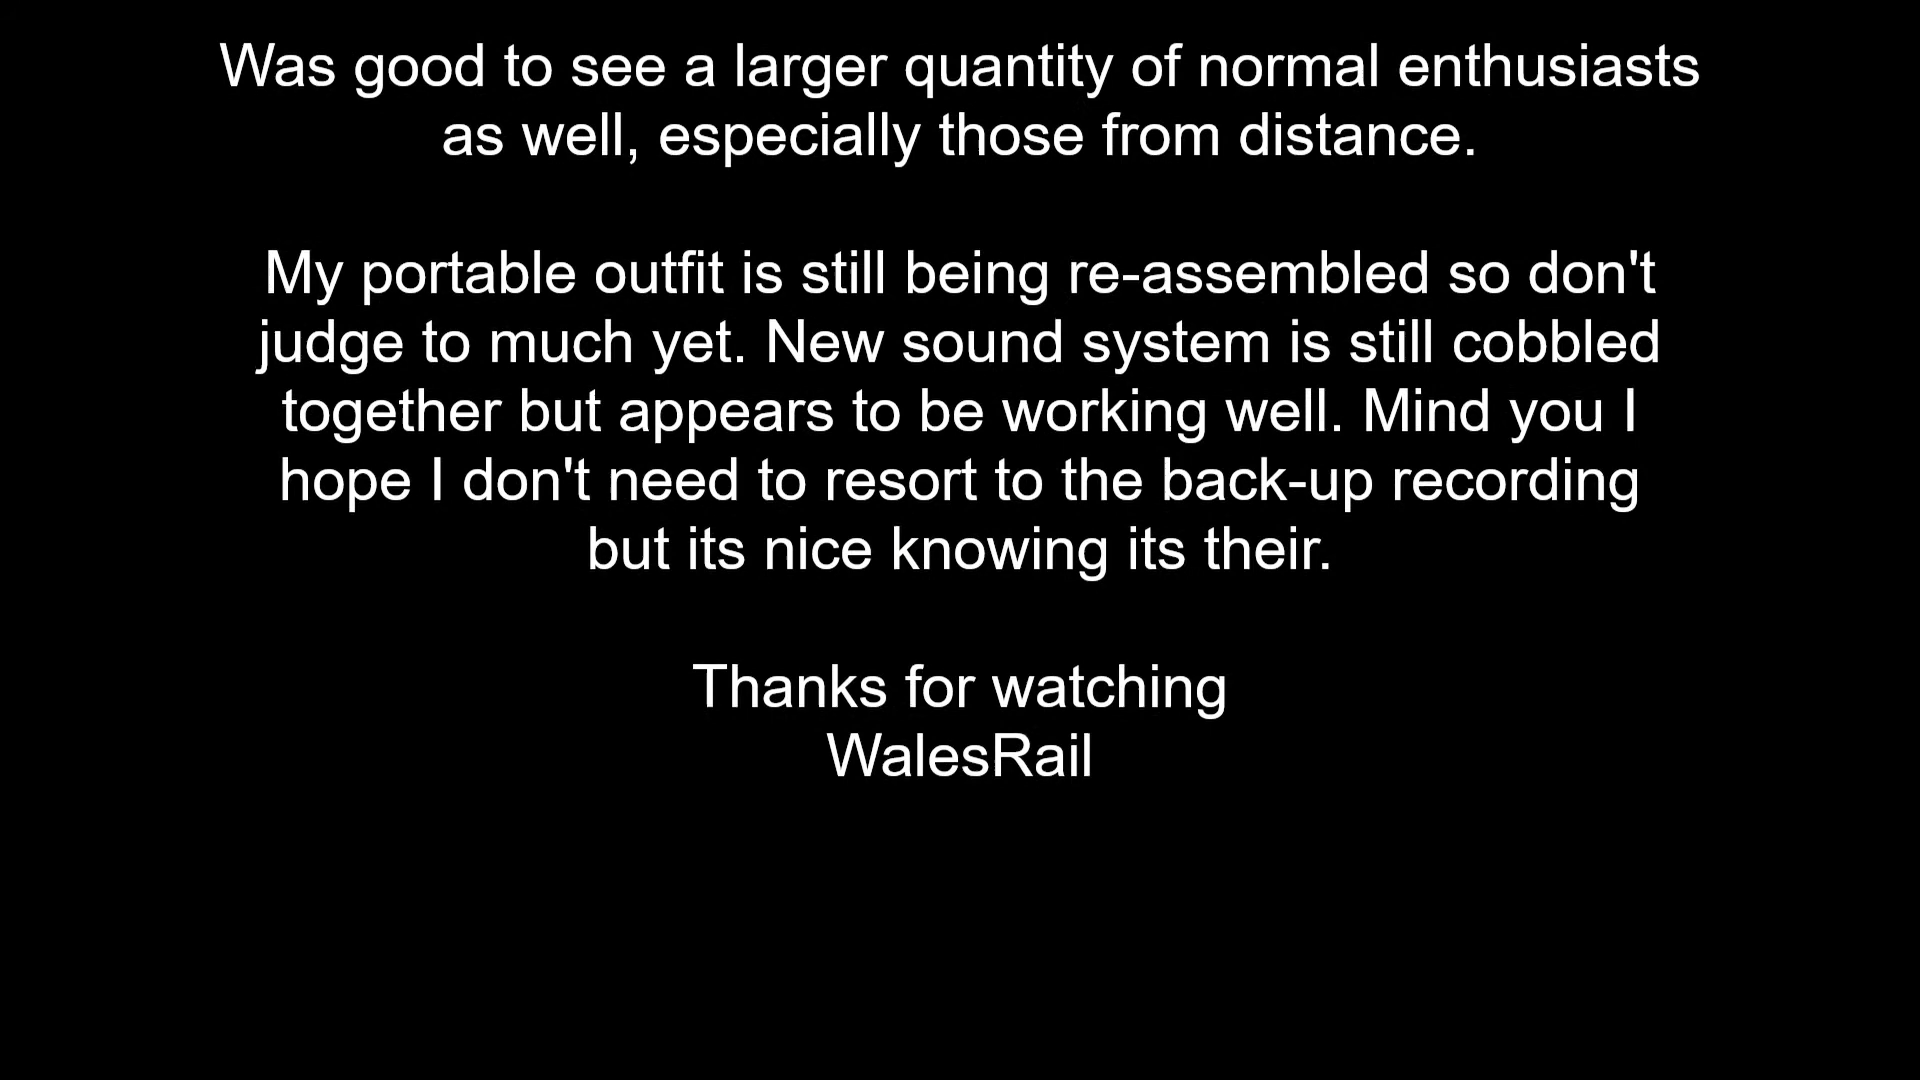 Was good to see a larger quantity of normal enthusiasts
as well, especially those from distance.
My portable outfit is still being re-assembled so don't
judge to much yet. New sound system is still cobbled
together but appears to be working well. Mind you I
hope I don't need to resort to the back-up recording
but its nice knowing its their.
Thanks for watching
WalesRail